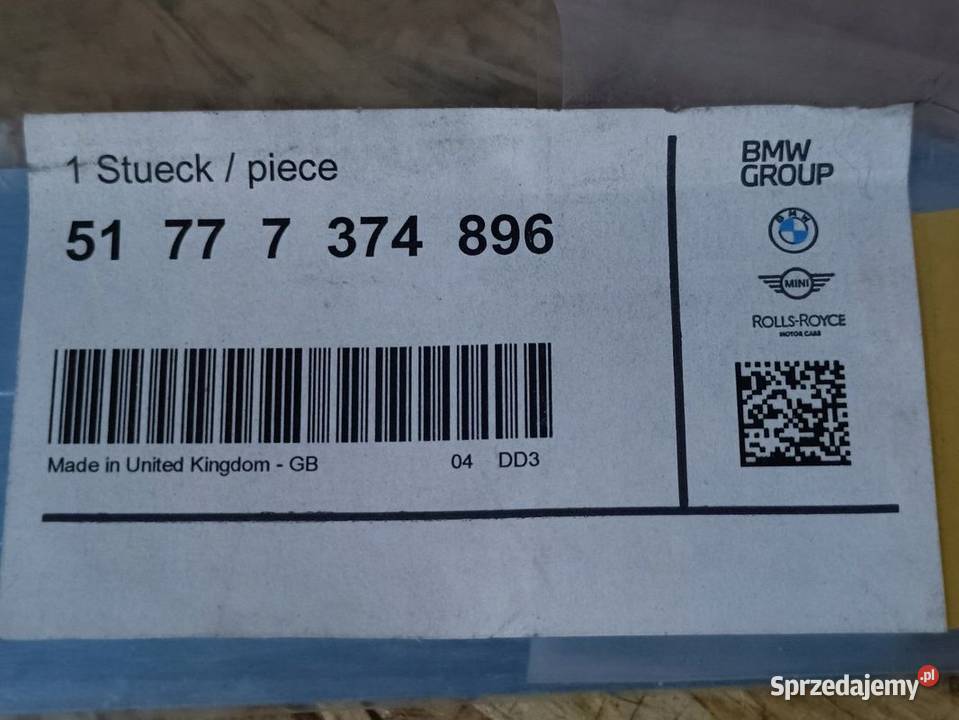 1 Stueck / piece
51 77 7 374 896
Made in United Kingdom - GB 04 DD3
BMW
GROUP
BMW
MINI
ROLLS-ROYCE
MOTOR CARS
Sprzedajemy.pl